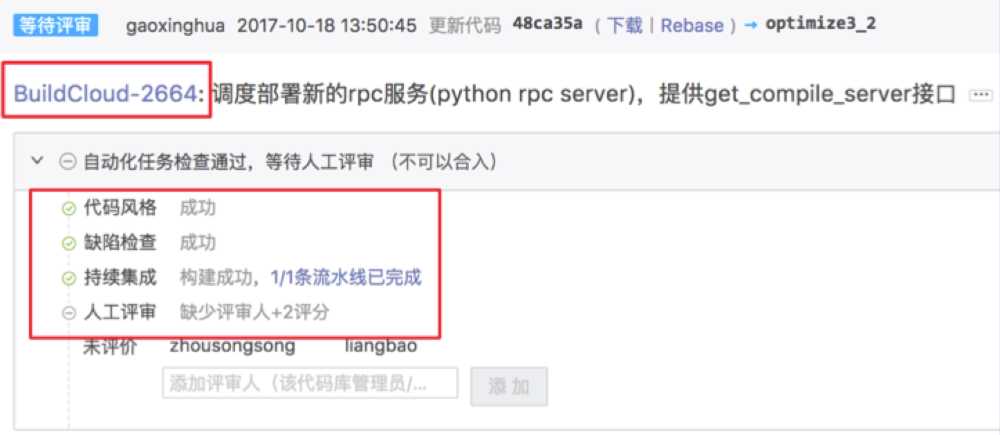 等待评审 gaoxinghua 2017-10-18 13:50:45 更新代码 48ca35a ( 下载 | Rebase ) → optimize3_2
BuildCloud-2664: 调度部署新的rpc服务(python rpc server)，提供get_compile_server接口 ...
自动化任务检查通过，等待人工评审 （不可以合入）
代码风格 成功
缺陷检查 成功
持续集成 构建成功，1/1条流水线已完成
人工评审 缺少评审人+2评分
未评价 zhousongsong liangbao
添加评审人（该代码库管理员/... 添 加